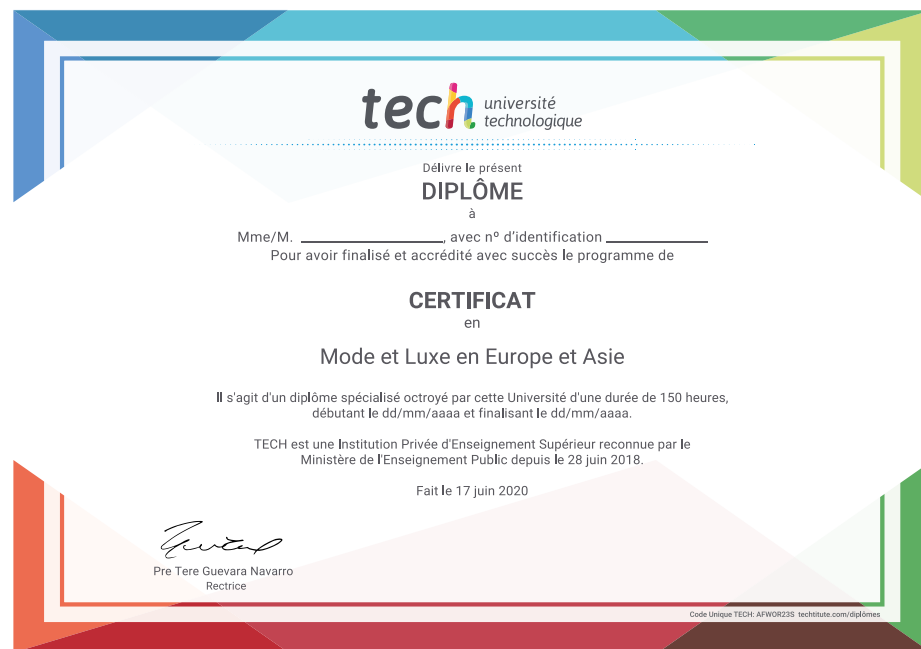 tech université
technologique
Délivre le présent
DIPLÔME
à
Mme/M. ____________________, avec nº d'identification ______________
Pour avoir finalisé et accrédité avec succès le programme de
CERTIFICAT
en
Mode et Luxe en Europe et Asie
Il s'agit d'un diplôme spécialisé octroyé par cette Université d'une durée de 150 heures,
débutant le dd/mm/aaaa et finalisant le dd/mm/aaaa.
TECH est une Institution Privée d'Enseignement Supérieur reconnue par le
Ministère de l'Enseignement Public depuis le 28 juin 2018.
Fait le 17 juin 2020
Pre Tere Guevara Navarro
Rectrice
Code Unique TECH: AFWOR23S techtitute.com/diplômes